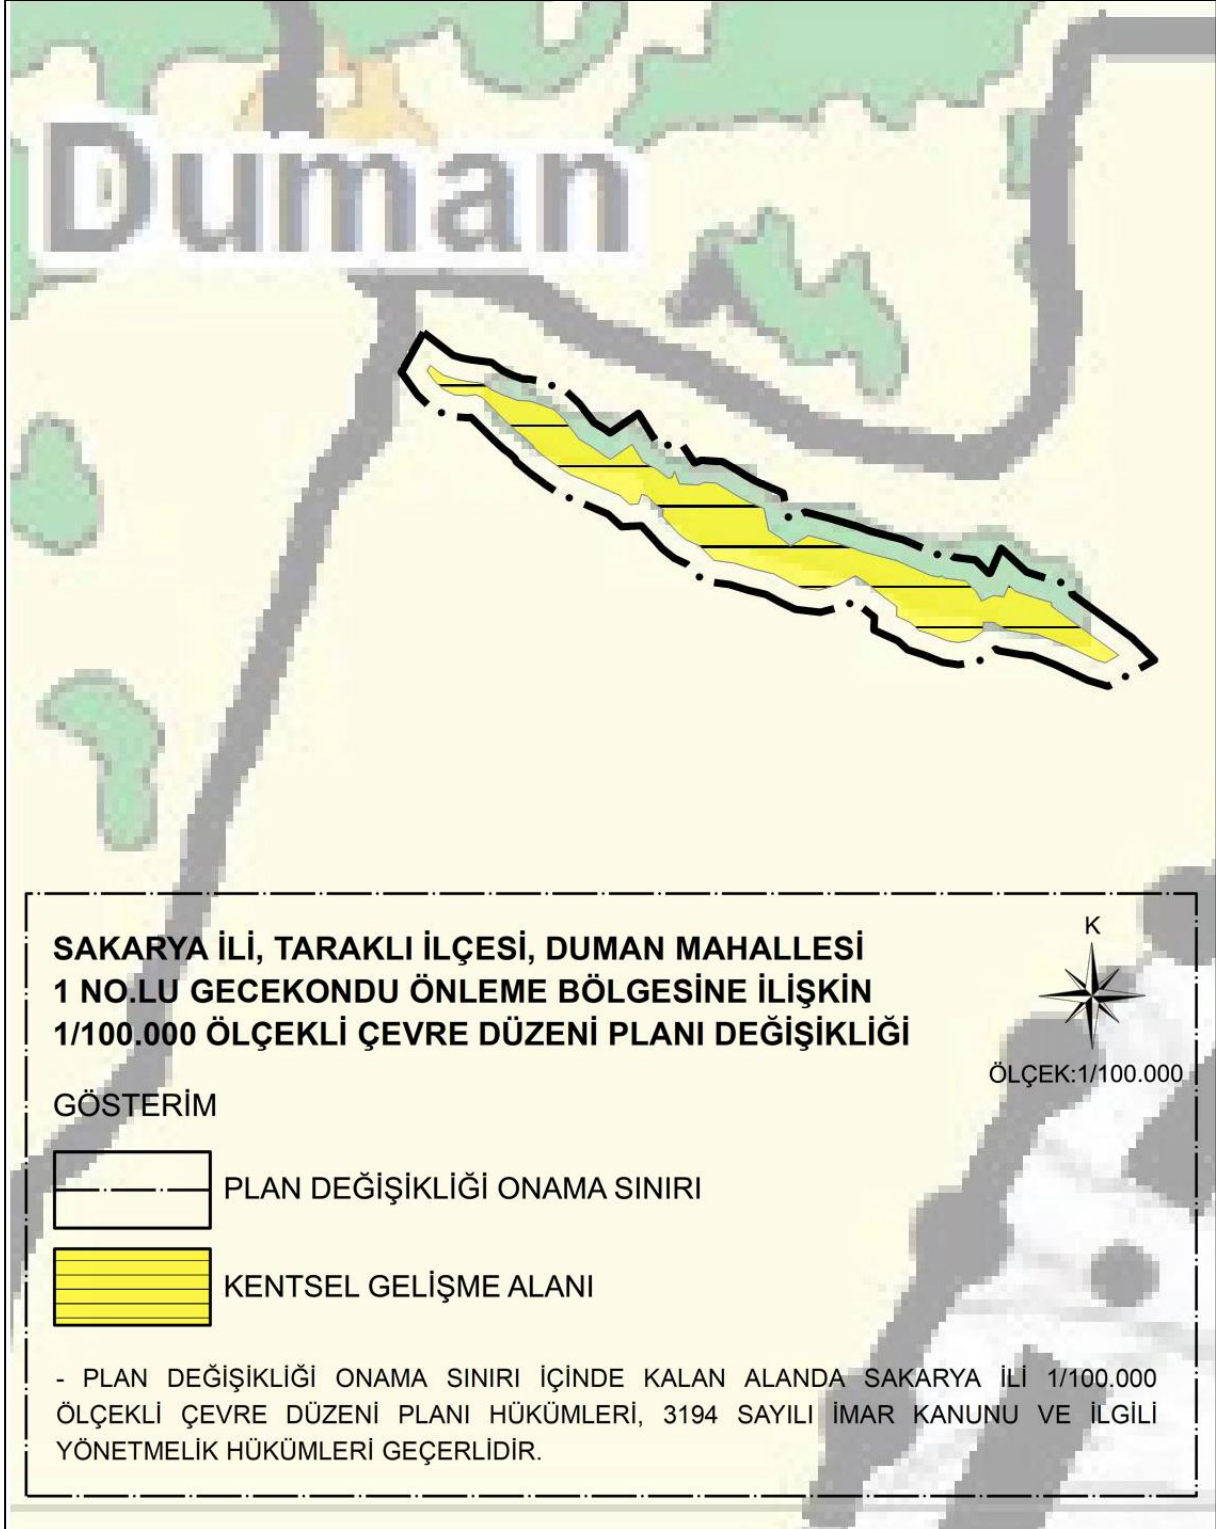 Duman
SAKARYA İLİ, TARAKLI İLÇESİ, DUMAN MAHALLESİ
1 NO.LU GECEKONDU ÖNLEME BÖLGESİNE İLİŞKİN
1/100.000 ÖLÇEKLİ ÇEVRE DÜZENİ PLANI DEĞİŞİKLİĞİ
K
ÖLÇEK:1/100.000
GÖSTERİM
PLAN DEĞİŞİKLİĞİ ONAMA SINIRI
KENTSEL GELİŞME ALANI
- PLAN DEĞİŞİKLİĞİ ONAMA SINIRI İÇİNDE KALAN ALANDA SAKARYA İLİ 1/100.000
ÖLÇEKLİ ÇEVRE DÜZENİ PLANI HÜKÜMLERİ, 3194 SAYILI İMAR KANUNU VE İLGİLİ
YÖNETMELİK HÜKÜMLERİ GEÇERLİDİR.